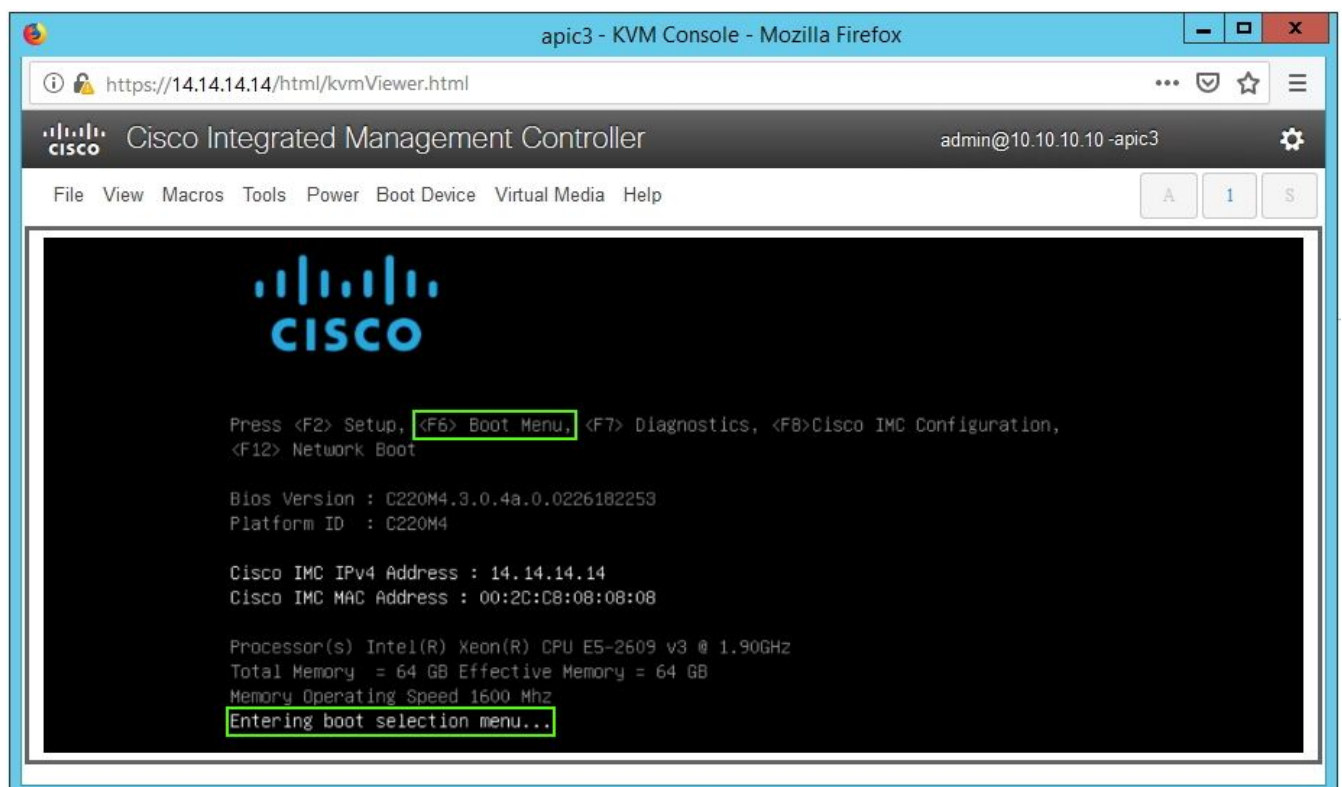 apic3 - KVM Console - Mozilla Firefox
https://14.14.14.14/html/kvmViewer.html
CISCO Cisco Integrated Management Controller admin@10.10.10.10 -apic3
File View Macros Tools Power Boot Device Virtual Media Help A 1 S
CISCO
Press <F2> Setup, <F6> Boot Menu, <F7> Diagnostics, <F8>Cisco IMC Configuration,
<F12> Network Boot
Bios Version : C220M4.3.0.4a.0.0226182253
Platform ID : C220M4
Cisco IMC IPv4 Address : 14.14.14.14
Cisco IMC MAC Address : 00:2C:C8:08:08:08
Processor(s) Intel(R) Xeon(R) CPU E5-2609 v3 @ 1.90GHz
Total Memory = 64 GB Effective Memory = 64 GB
Memory Operating Speed 1600 Mhz
Entering boot selection menu...